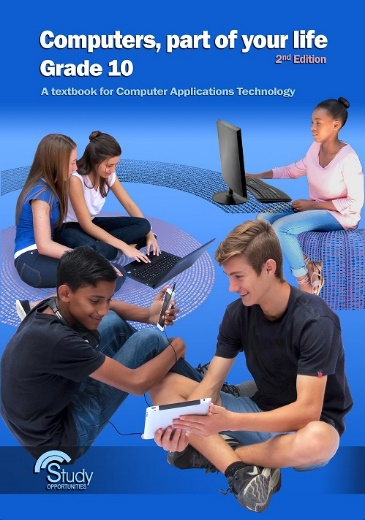 Computers, part of your life
2nd Edition
Grade 10
A textbook for Computer Applications Technology
Study
OPPORTUNITIES